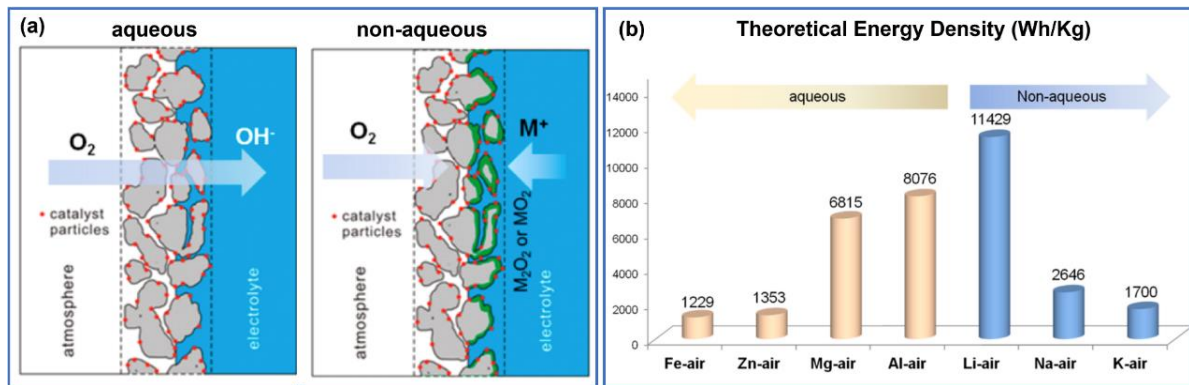 (a)
aqueous
non-aqueous
O₂
OH⁻
catalyst
particles
atmosphere
electrolyte
O₂
M⁺
catalyst
particles
atmosphere
M₂O₂ or MO₂
electrolyte
(b)
Theoretical Energy Density (Wh/Kg)
aqueous
Non-aqueous
14000
12000
10000
8000
6000
4000
2000
0
1229
1353
6815
8076
11429
2646
1700
Fe-air
Zn-air
Mg-air
Al-air
Li-air
Na-air
K-air